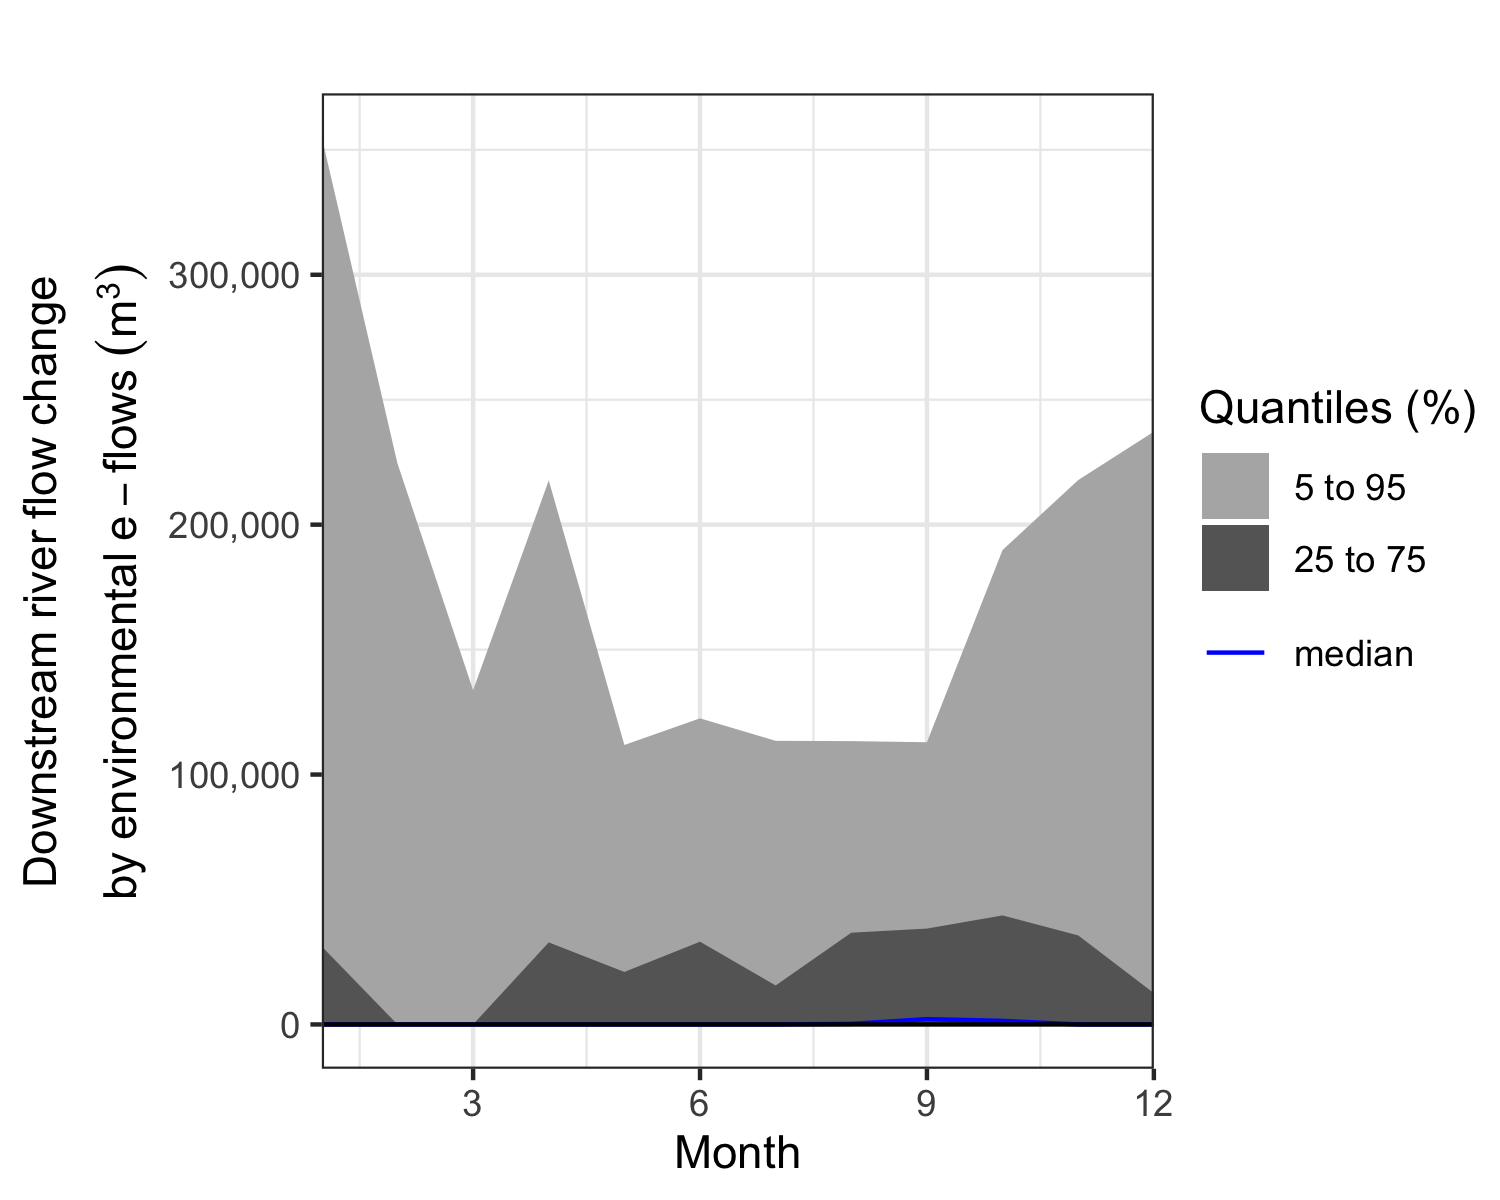 Downstream river flow change
by environmental e – flows (m³)
300,000
200,000
100,000
0
3
6
9
12
Month
Quantiles (%)
5 to 95
25 to 75
median